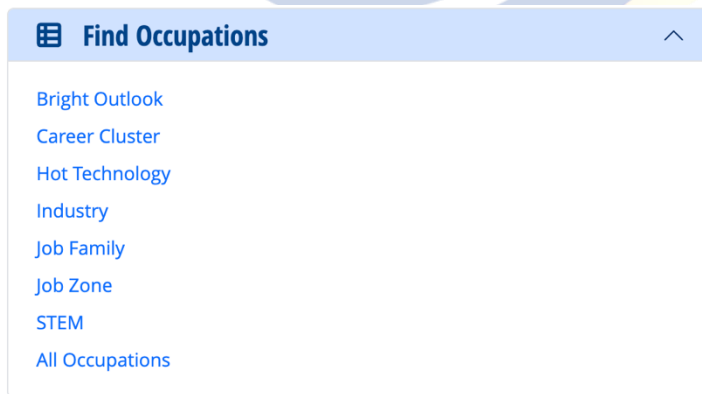 Find Occupations
Bright Outlook
Career Cluster
Hot Technology
Industry
Job Family
Job Zone
STEM
All Occupations